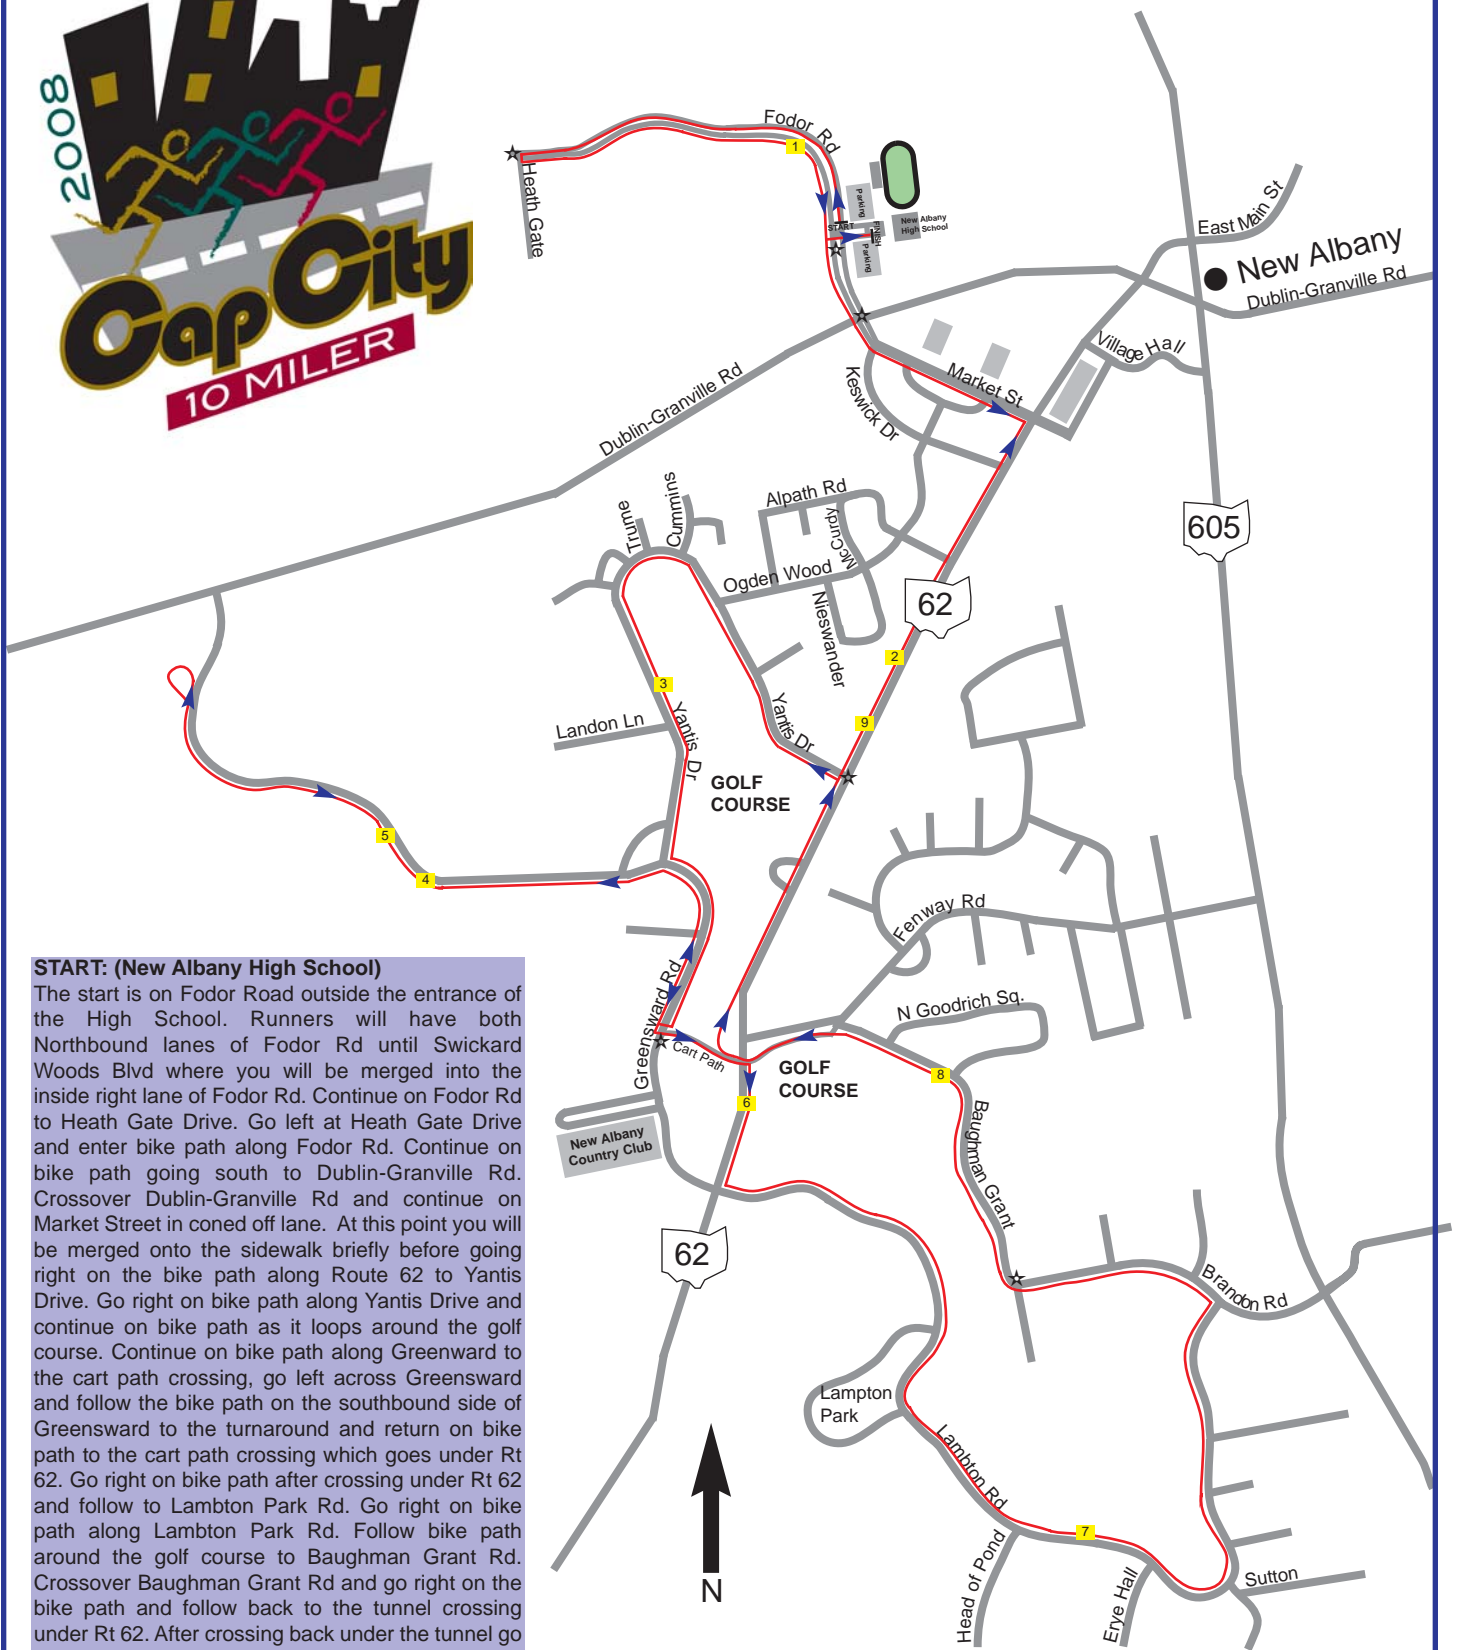 2008
CapCity
10 MILER
Fodor Rd
1
Heath Gate
Parking
START
FINISH
New Albany
High School
Parking
East Main St
New Albany
Dublin-Granville Rd
Village Hall
Market St
Keswick Dr
Dublin-Granville Rd
Trume
Cummins
Alpath Rd
McCurdy
605
Ogden Wood
Nieswander
62
2
3
Yantis Dr
Landon Ln
Yantis Dr
9
GOLF
COURSE
5
4
Fenway Rd
Greensward Rd
N Goodrich Sq.
Cart Path
GOLF
COURSE
8
6
Baughman Grant
New Albany
Country Club
62
Brandon Rd
Lampton
Park
Lambton Rd
7
Head of Pond
Erye Hall
Sutton
N
START: (New Albany High School)
The start is on Fodor Road outside the entrance of
the High School. Runners will have both
Northbound lanes of Fodor Rd until Swickard
Woods Blvd where you will be merged into the
inside right lane of Fodor Rd. Continue on Fodor Rd
to Heath Gate Drive. Go left at Heath Gate Drive
and enter bike path along Fodor Rd. Continue on
bike path going south to Dublin-Granville Rd.
Crossover Dublin-Granville Rd and continue on
Market Street in coned off lane. At this point you will
be merged onto the sidewalk briefly before going
right on the bike path along Route 62 to Yantis
Drive. Go right on bike path along Yantis Drive and
continue on bike path as it loops around the golf
course. Continue on bike path along Greenward to
the cart path crossing, go left across Greensward
and follow the bike path on the southbound side of
Greensward to the turnaround and return on bike
path to the cart path crossing which goes under Rt
62. Go right on bike path after crossing under Rt 62
and follow to Lambton Park Rd. Go right on bike
path along Lambton Park Rd. Follow bike path
around the golf course to Baughman Grant Rd.
Crossover Baughman Grant Rd and go right on the
bike path and follow back to the tunnel crossing
under Rt 62. After crossing back under the tunnel go